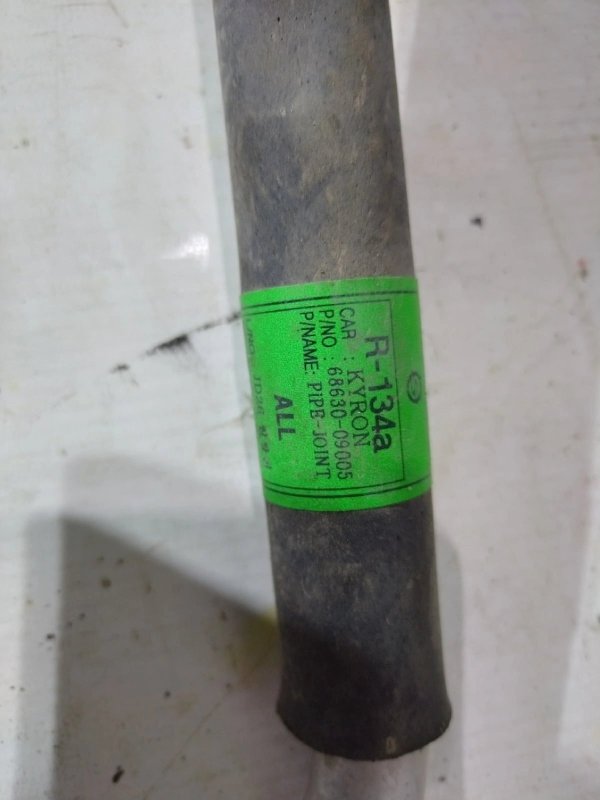 R-134a
CAR : KYRON
P/NO : 68630-09005
P/NAME: PIPE-JOINT
ALL